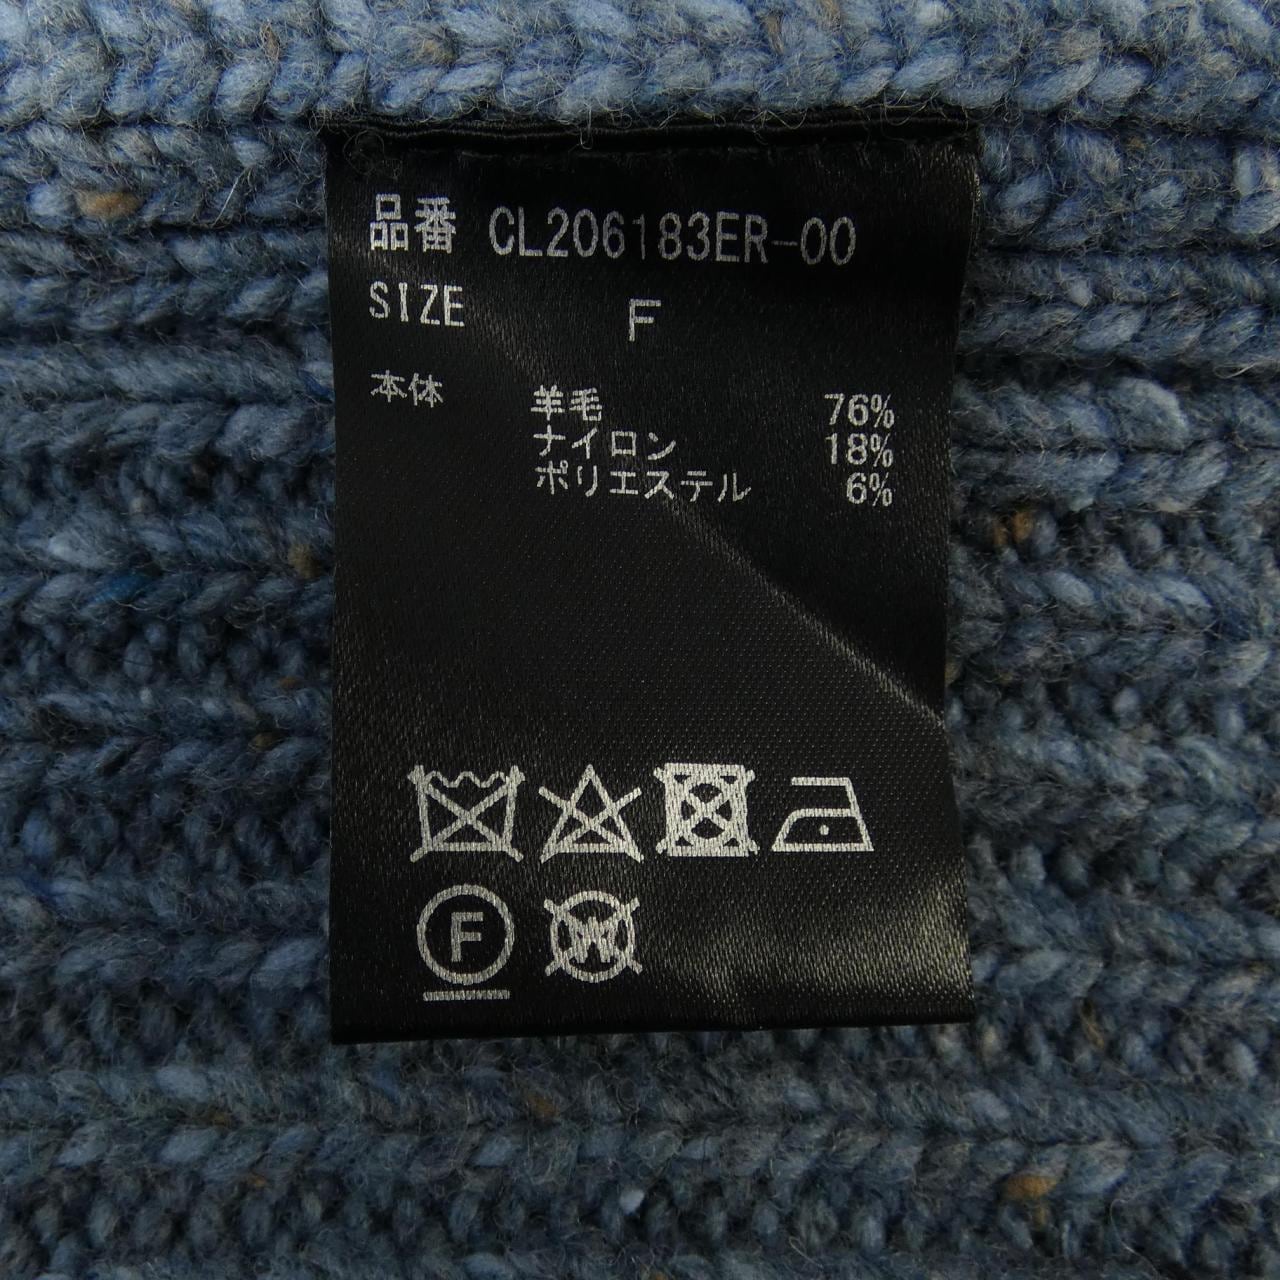 品番 CL206183ER-00
SIZE F
本体 羊毛 76%
ナイロン 18%
ポリエステル 6%
F
W